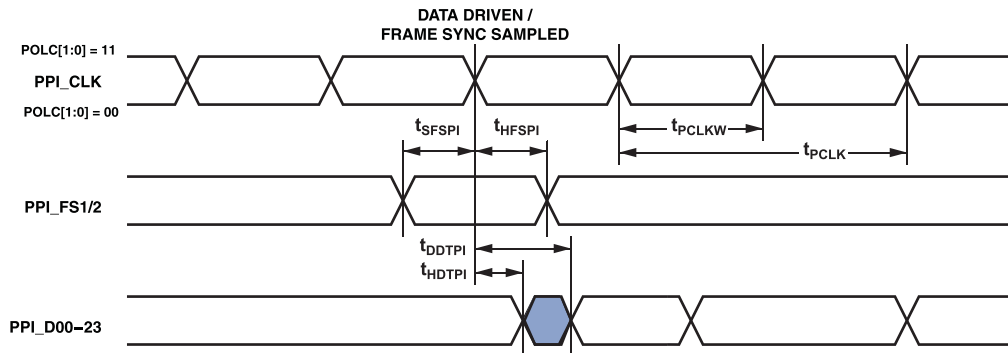 DATA DRIVEN /
FRAME SYNC SAMPLED
POLC[1:0] = 11
PPI_CLK
POLC[1:0] = 00
tSFSPI
tHFSPI
tPCLKW
tPCLK
PPI_FS1/2
tDDTPI
tHDTPI
PPI_D00–23